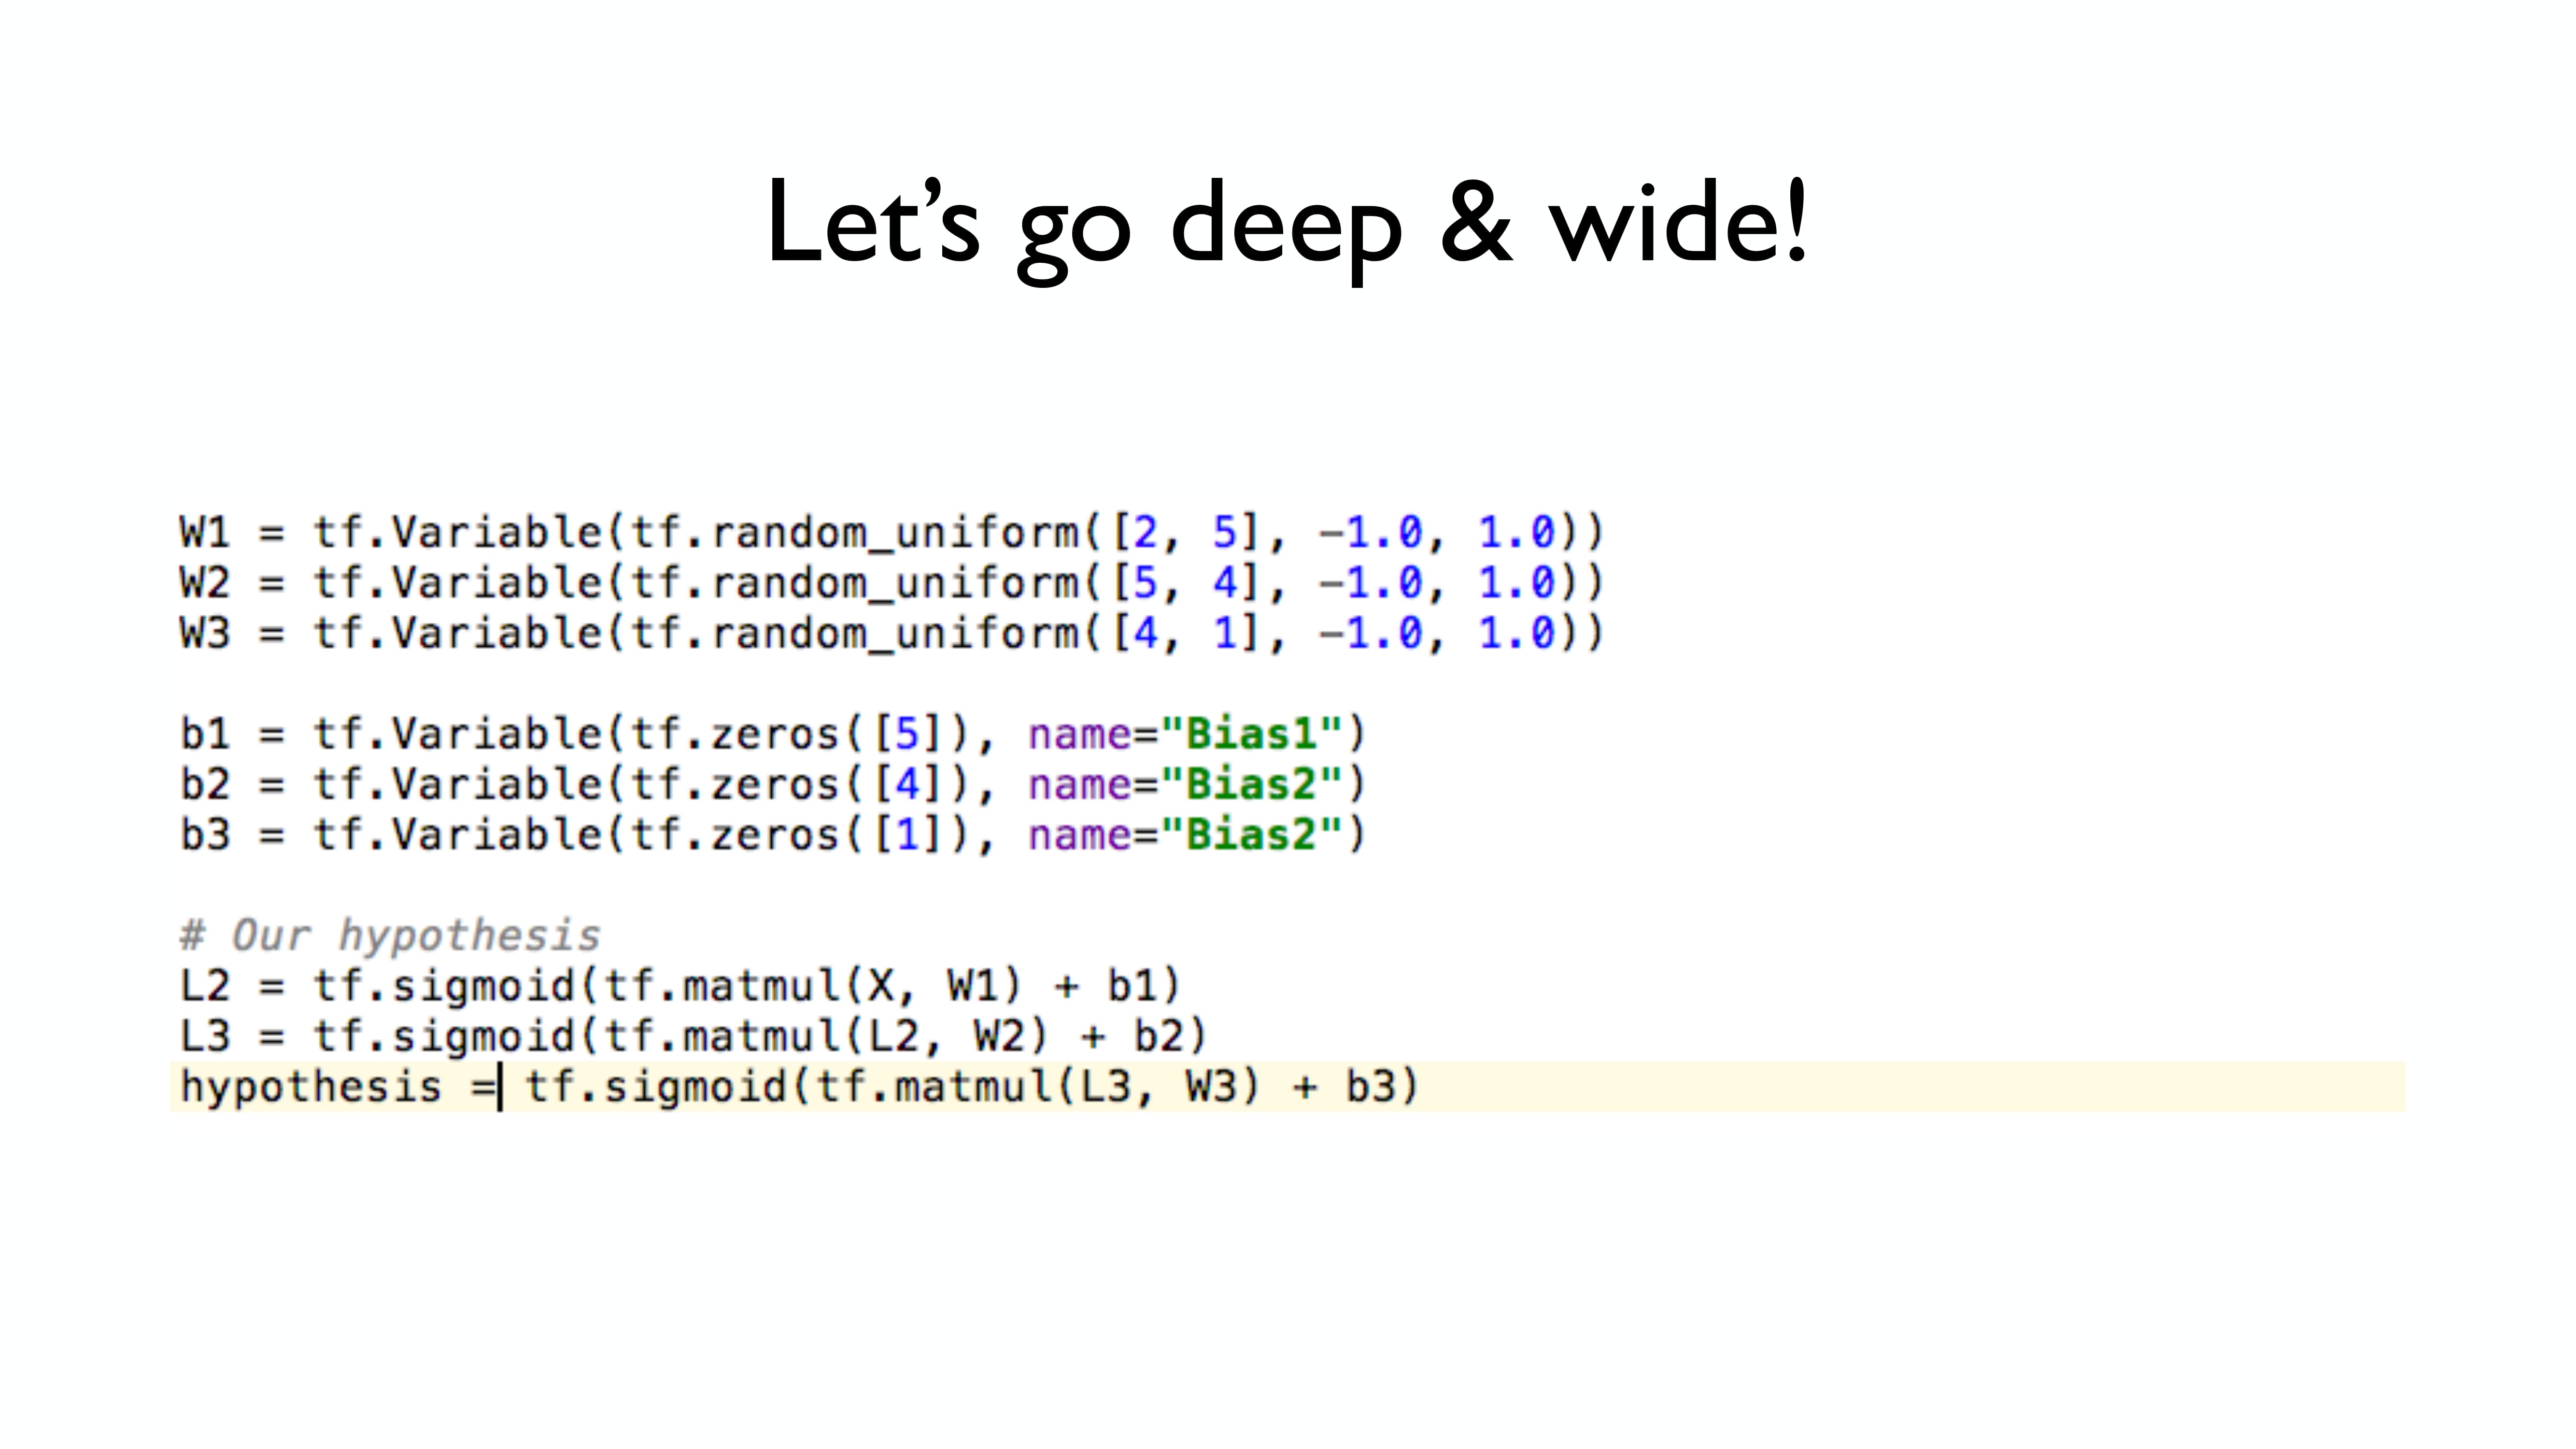 Let’s go deep & wide!
W1 = tf.Variable(tf.random_uniform([2, 5], -1.0, 1.0))
W2 = tf.Variable(tf.random_uniform([5, 4], -1.0, 1.0))
W3 = tf.Variable(tf.random_uniform([4, 1], -1.0, 1.0))
b1 = tf.Variable(tf.zeros([5]), name="Bias1")
b2 = tf.Variable(tf.zeros([4]), name="Bias2")
b3 = tf.Variable(tf.zeros([1]), name="Bias2")
# Our hypothesis
L2 = tf.sigmoid(tf.matmul(X, W1) + b1)
L3 = tf.sigmoid(tf.matmul(L2, W2) + b2)
hypothesis = tf.sigmoid(tf.matmul(L3, W3) + b3)